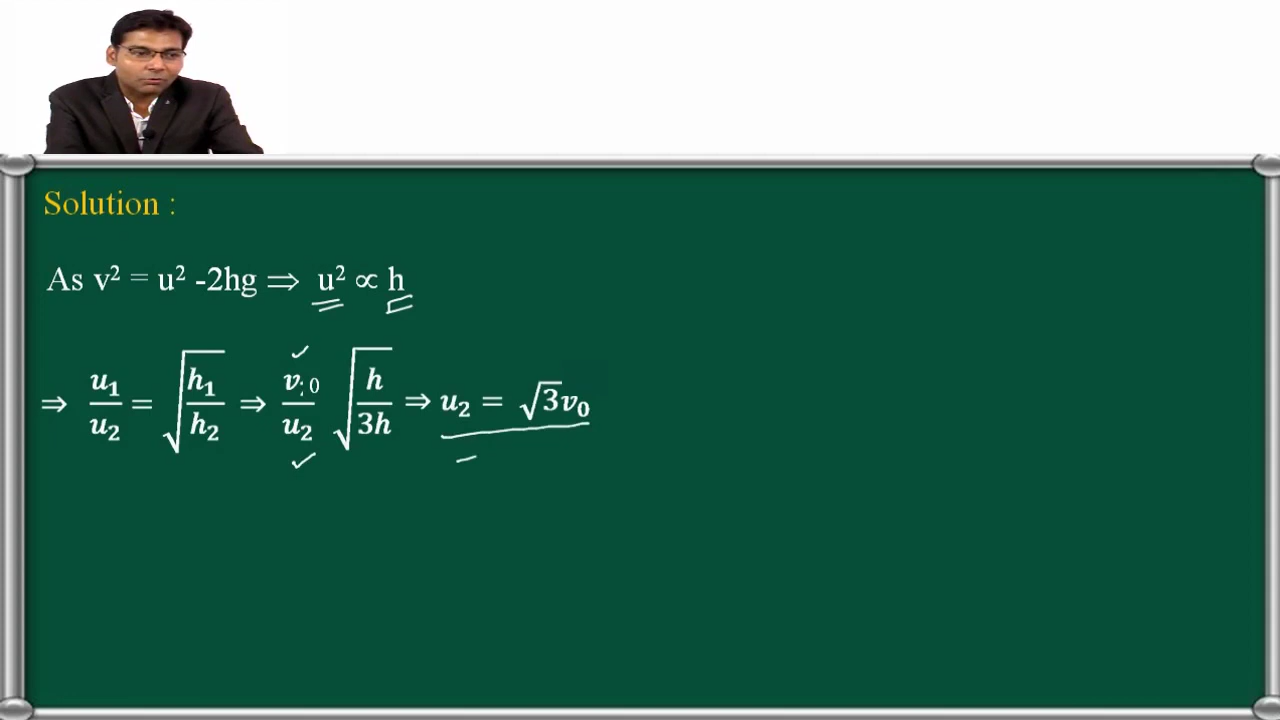 Solution :
As v² = u² -2hg ⇒ u² ∝ h
⇒ u₁/u₂ = √(h₁/h₂) ⇒ v₀/u₂ √(h/3h) ⇒ u₂ = √3v₀